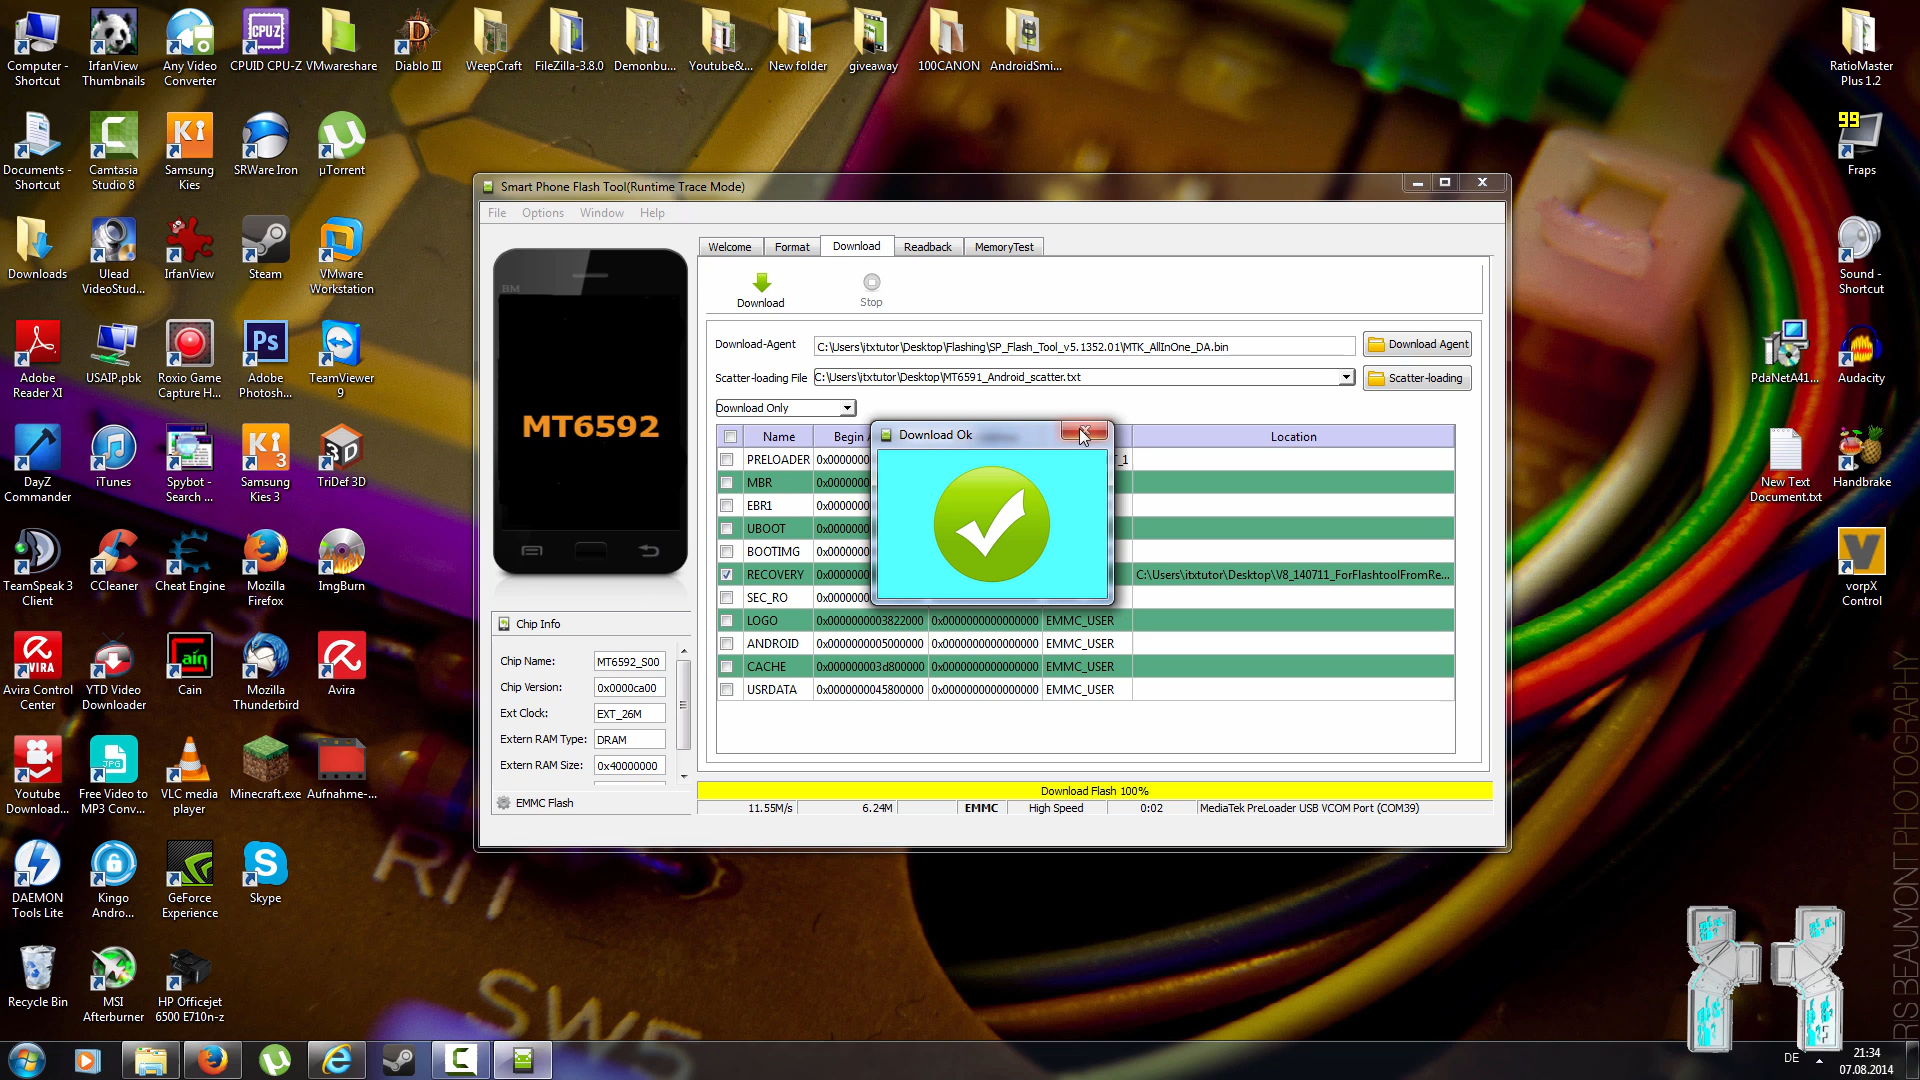 Computer - Shortcut
IrfanView Thumbnails
Any Video Converter
CPUID CPU-Z
VMwareshare
Diablo III
WeepCraft
FileZilla-3.8.0
Demonbu...
Youtube&...
New folder
giveaway
100CANON
AndroidSmi...
RatioMaster Plus 1.2
Documents - Shortcut
Camtasia Studio 8
Samsung Kies
SRWare Iron
µTorrent
99
Fraps
Downloads
Ulead VideoStud...
IrfanView
Steam
VMware Workstation
Sound - Shortcut
Adobe Reader XI
USAIP.pbk
Roxio Game Capture H...
Adobe Photosh...
TeamViewer 9
PdaNetA41...
Audacity
DayZ Commander
iTunes
Spybot - Search ...
Samsung Kies 3
TriDef 3D
New Text Document.txt
Handbrake
TeamSpeak 3 Client
CCleaner
Cheat Engine
Mozilla Firefox
ImgBurn
vorpX Control
Avira Control Center
YTD Video Downloader
Cain
Mozilla Thunderbird
Avira
Youtube Download...
Free Video to MP3 Conv...
VLC media player
Minecraft.exe
Aufnahme-...
DAEMON Tools Lite
Kingo Andro...
GeForce Experience
Skype
Recycle Bin
MSI Afterburner
HP Officejet 6500 E710n-z
Smart Phone Flash Tool(Runtime Trace Mode)
File Options Window Help
Welcome Format Download Readback MemoryTest
Download Stop
BM
MT6592
Download-Agent C:\Users\itxtutor\Desktop\Flashing\SP_Flash_Tool_v5.1352.01\MTK_AllInOne_DA.bin Download Agent
Scatter-loading File C:\Users\itxtutor\Desktop\MT6591_Android_scatter.txt Scatter-loading
Download Only
Name Begin Location
Download Ok
PRELOADER 0x0000000 _1
MBR 0x0000000
EBR1 0x0000000
UBOOT 0x0000000
BOOTIMG 0x0000000
RECOVERY 0x0000000 C:\Users\itxtutor\Desktop\V8_140711_ForFlashtoolFromRe...
SEC_RO 0x0000000
LOGO 0x0000000003822000 0x0000000000000000 EMMC_USER
ANDROID 0x0000000005000000 0x0000000000000000 EMMC_USER
CACHE 0x000000003d800000 0x0000000000000000 EMMC_USER
USRDATA 0x0000000045800000 0x0000000000000000 EMMC_USER
Chip Info
Chip Name: MT6592_S00
Chip Version: 0x0000ca00
Ext Clock: EXT_26M
Extern RAM Type: DRAM
Extern RAM Size: 0x40000000
EMMC Flash
Download Flash 100%
11.55M/s 6.24M EMMC High Speed 0:02 MediaTek PreLoader USB VCOM Port (COM39)
RIS BEAUMONT PHOTOGRAPHY
DE
21:34
07.08.2014